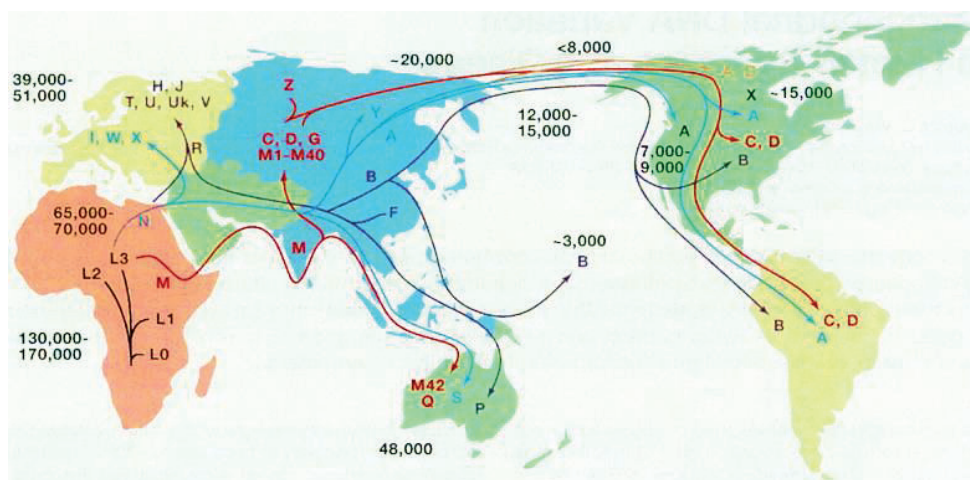 <8,000
~20,000
39,000-
51,000
H, J
T, U, Uk, V
Z
A, B
X
~15,000
Y
A
I, W, X
C, D, G
M1-M40
A
12,000-
15,000
A
C, D
R
B
7,000-
9,000
B
65,000-
70,000
N
F
M
~3,000
B
L3
L2
M
L1
L0
130,000-
170,000
B
C, D
A
M42
Q
S
P
48,000